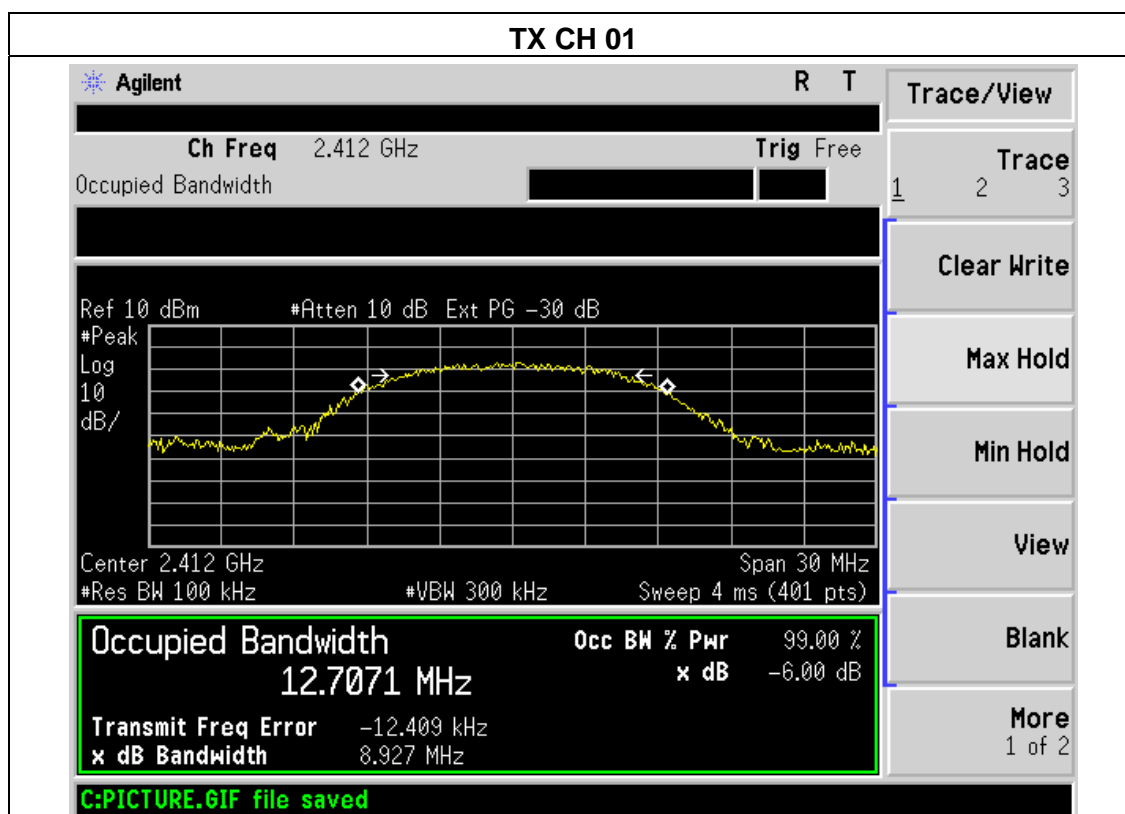 TX CH 01
Agilent R T
Trace/View
Ch Freq 2.412 GHz Trig Free
Occupied Bandwidth
Trace
1 2 3
Clear Write
Ref 10 dBm #Atten 10 dB Ext PG -30 dB
#Peak
Log
10
dB/
Max Hold
Min Hold
View
Center 2.412 GHz Span 30 MHz
#Res BW 100 kHz #VBW 300 kHz Sweep 4 ms (401 pts)
Occupied Bandwidth Occ BW % Pwr 99.00 %
12.7071 MHz x dB -6.00 dB
Blank
Transmit Freq Error -12.409 kHz
x dB Bandwidth 8.927 MHz
More
1 of 2
C:PICTURE.GIF file saved